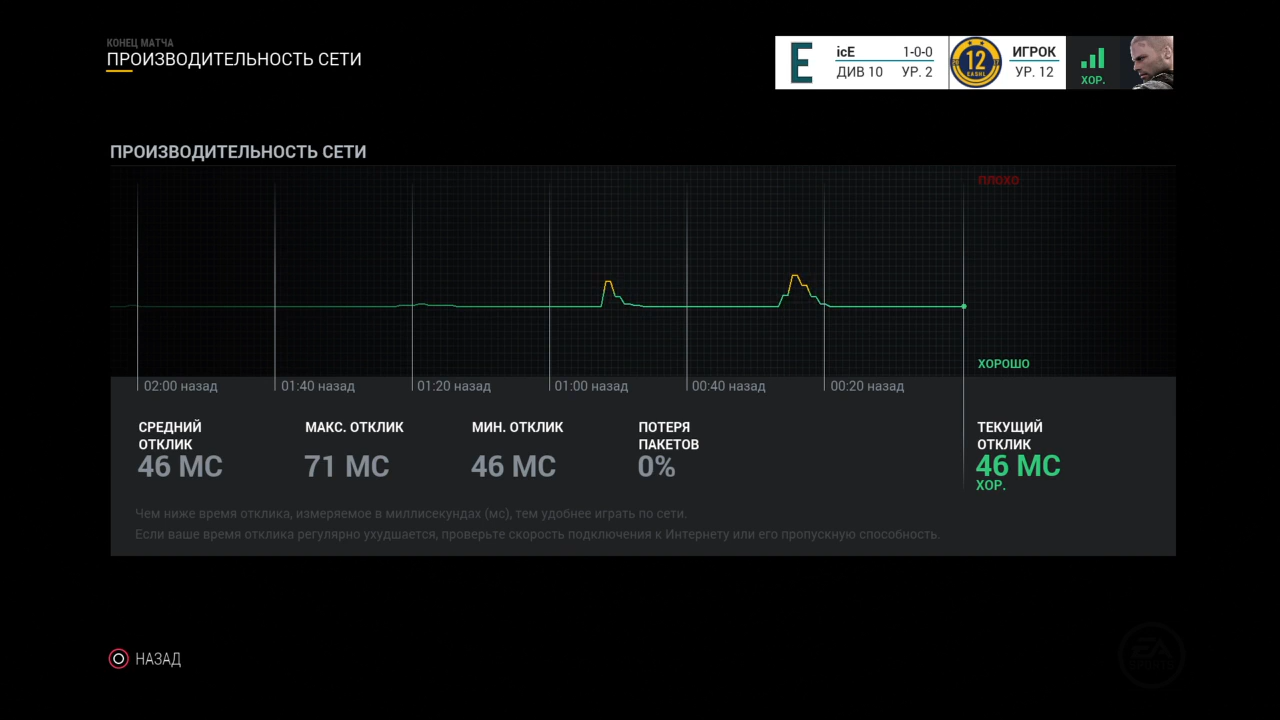 КОНЕЦ МАТЧА
ПРОИЗВОДИТЕЛЬНОСТЬ СЕТИ
E
icE 1-0-0
ДИВ 10 УР. 2
12
EASHL
ИГРОК
УР. 12
ХОР.
ПРОИЗВОДИТЕЛЬНОСТЬ СЕТИ
ПЛОХО
ХОРОШО
02:00 назад 01:40 назад 01:20 назад 01:00 назад 00:40 назад 00:20 назад
СРЕДНИЙ
ОТКЛИК
46 МС
МАКС. ОТКЛИК
71 МС
МИН. ОТКЛИК
46 МС
ПОТЕРЯ
ПАКЕТОВ
0%
ТЕКУЩИЙ
ОТКЛИК
46 МС
ХОР.
Чем ниже время отклика, измеряемое в миллисекундах (мс), тем удобнее играть по сети.
Если ваше время отклика регулярно ухудшается, проверьте скорость подключения к Интернету или его пропускную способность.
НАЗАД
EA
SPORTS